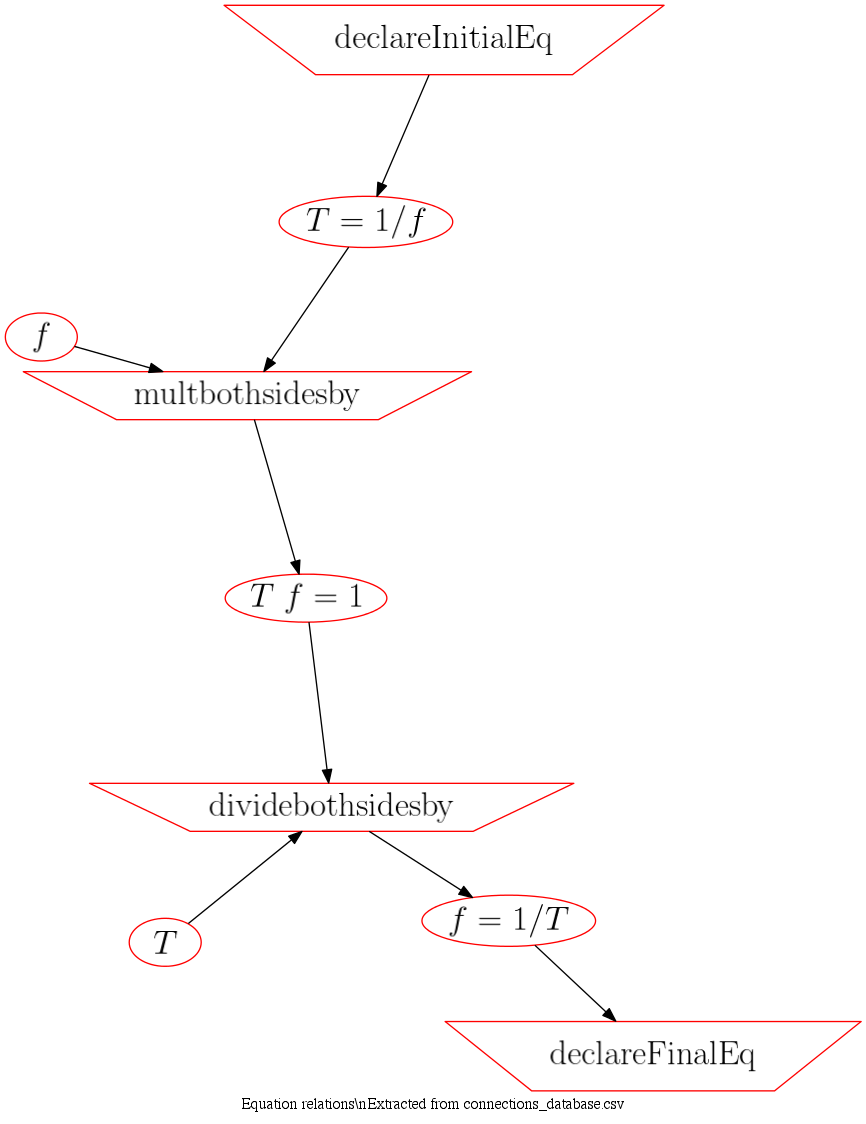 declareInitialEq
T = 1/f
f
multbothsidesby
T f = 1
dividebothsidesby
f = 1/T
T
declareFinalEq
Equation relations\nExtracted from connections_database.csv